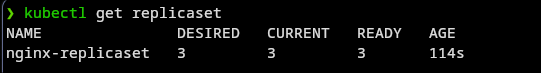 ❯ kubectl get replicaset
NAME               DESIRED   CURRENT   READY   AGE
nginx-replicaset   3         3         3       114s